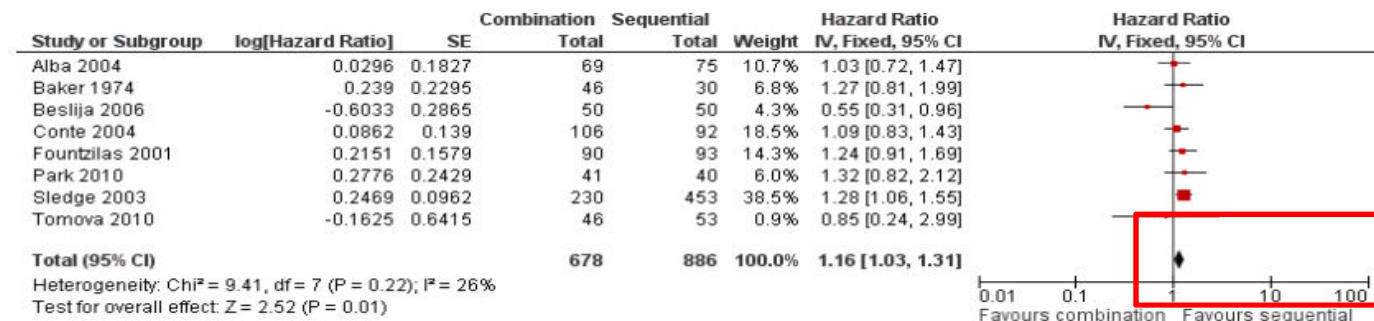 Combination Sequential Hazard Ratio Hazard Ratio
Study or Subgroup log[Hazard Ratio] SE Total Total Weight IV, Fixed, 95% CI IV, Fixed, 95% CI
Alba 2004 0.0296 0.1827 69 75 10.7% 1.03 [0.72, 1.47]
Baker 1974 0.239 0.2295 46 30 6.8% 1.27 [0.81, 1.99]
Beslija 2006 -0.6033 0.2865 50 50 4.3% 0.55 [0.31, 0.96]
Conte 2004 0.0862 0.139 106 92 18.5% 1.09 [0.83, 1.43]
Fountzilas 2001 0.2151 0.1579 90 93 14.3% 1.24 [0.91, 1.69]
Park 2010 0.2776 0.2429 41 40 6.0% 1.32 [0.82, 2.12]
Sledge 2003 0.2469 0.0962 230 453 38.5% 1.28 [1.06, 1.55]
Tomova 2010 -0.1625 0.6415 46 53 0.9% 0.85 [0.24, 2.99]
Total (95% CI) 678 886 100.0% 1.16 [1.03, 1.31]
Heterogeneity: Chi² = 9.41, df = 7 (P = 0.22); I² = 26%
Test for overall effect: Z = 2.52 (P = 0.01)
0.01 0.1 1 10 100
Favours combination Favours sequential